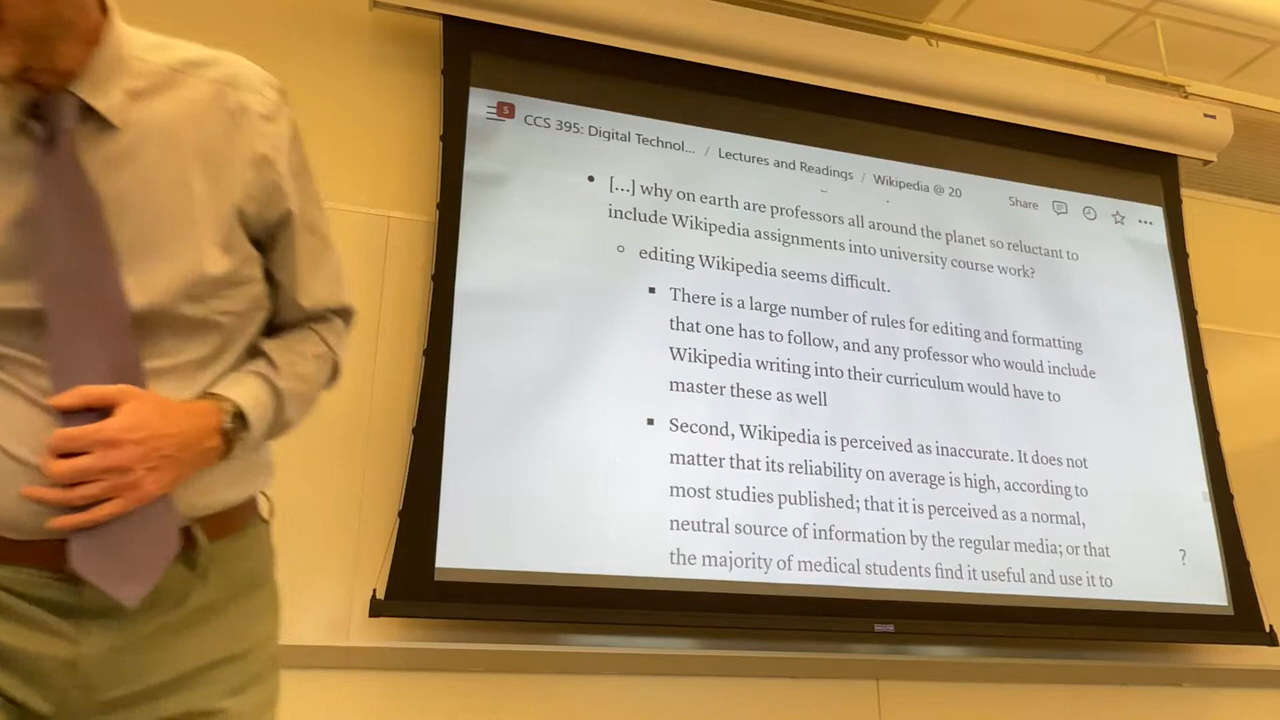 5
CCS 395: Digital Technol... / Lectures and Readings / Wikipedia @ 20
Share
[...] why on earth are professors all around the planet so reluctant to
include Wikipedia assignments into university course work?
editing Wikipedia seems difficult.
There is a large number of rules for editing and formatting
that one has to follow, and any professor who would include
Wikipedia writing into their curriculum would have to
master these as well
Second, Wikipedia is perceived as inaccurate. It does not
matter that its reliability on average is high, according to
most studies published; that it is perceived as a normal,
neutral source of information by the regular media; or that
the majority of medical students find it useful and use it to
?